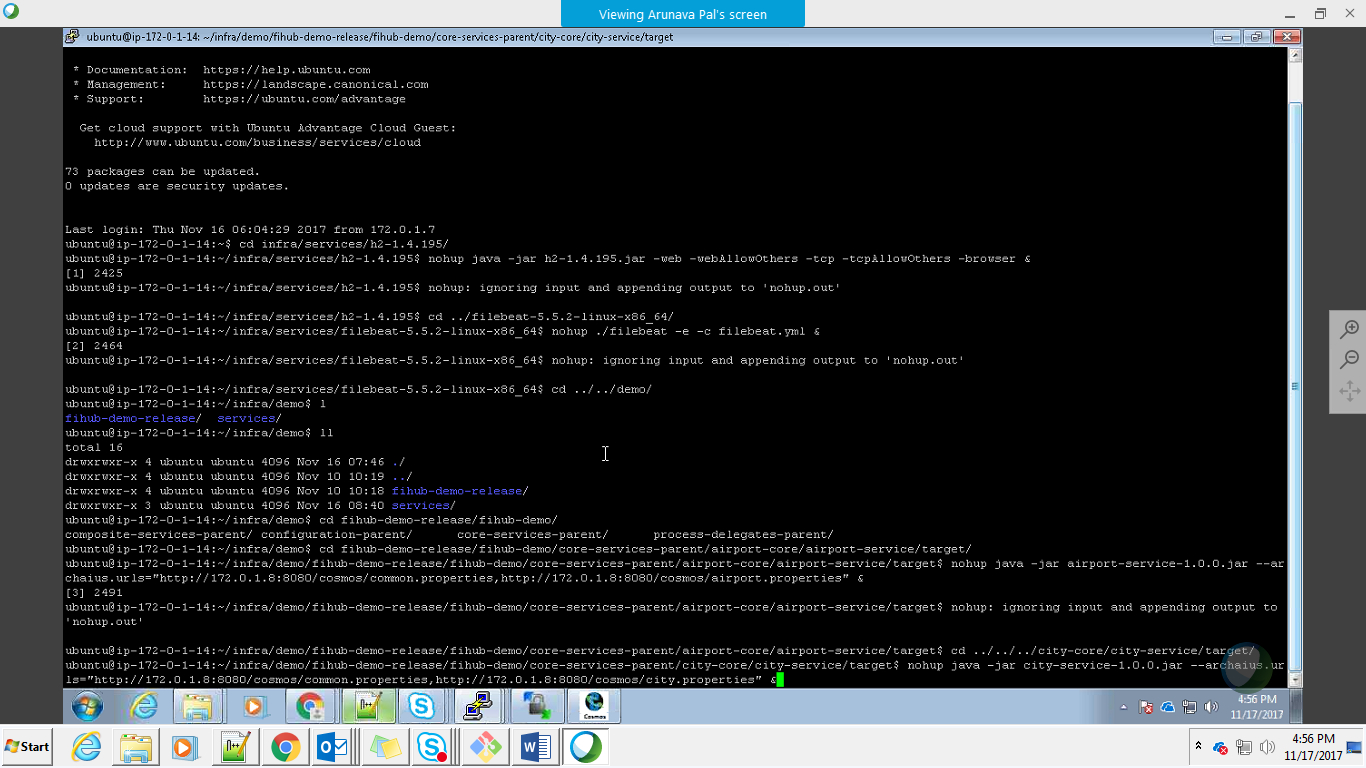 Viewing Arunava Pal's screen
ubuntu@ip-172-0-1-14: ~/infra/demo/fihub-demo-release/fihub-demo/core-services-parent/city-core/city-service/target
* Documentation:  https://help.ubuntu.com
* Management:     https://landscape.canonical.com
* Support:        https://ubuntu.com/advantage
Get cloud support with Ubuntu Advantage Cloud Guest:
http://www.ubuntu.com/business/services/cloud
73 packages can be updated.
0 updates are security updates.
Last login: Thu Nov 16 06:04:29 2017 from 172.0.1.7
ubuntu@ip-172-0-1-14:~$ cd infra/services/h2-1.4.195/
ubuntu@ip-172-0-1-14:~/infra/services/h2-1.4.195$ nohup java -jar h2-1.4.195.jar -web -webAllowOthers -tcp -tcpAllowOthers -browser &
[1] 2425
ubuntu@ip-172-0-1-14:~/infra/services/h2-1.4.195$ nohup: ignoring input and appending output to 'nohup.out'
ubuntu@ip-172-0-1-14:~/infra/services/h2-1.4.195$ cd ../filebeat-5.5.2-linux-x86_64/
ubuntu@ip-172-0-1-14:~/infra/services/filebeat-5.5.2-linux-x86_64$ nohup ./filebeat -e -c filebeat.yml &
[2] 2464
ubuntu@ip-172-0-1-14:~/infra/services/filebeat-5.5.2-linux-x86_64$ nohup: ignoring input and appending output to 'nohup.out'
ubuntu@ip-172-0-1-14:~/infra/services/filebeat-5.5.2-linux-x86_64$ cd ../../demo/
ubuntu@ip-172-0-1-14:~/infra/demo$ l
fihub-demo-release/  services/
ubuntu@ip-172-0-1-14:~/infra/demo$ ll
total 16
drwxrwxr-x 4 ubuntu ubuntu 4096 Nov 16 07:46 ./
drwxrwxr-x 4 ubuntu ubuntu 4096 Nov 10 10:19 ../
drwxrwxr-x 4 ubuntu ubuntu 4096 Nov 10 10:18 fihub-demo-release/
drwxrwxr-x 3 ubuntu ubuntu 4096 Nov 16 08:40 services/
ubuntu@ip-172-0-1-14:~/infra/demo$ cd fihub-demo-release/fihub-demo/
composite-services-parent/ configuration-parent/      core-services-parent/      process-delegates-parent/
ubuntu@ip-172-0-1-14:~/infra/demo$ cd fihub-demo-release/fihub-demo/core-services-parent/airport-core/airport-service/target/
ubuntu@ip-172-0-1-14:~/infra/demo/fihub-demo-release/fihub-demo/core-services-parent/airport-core/airport-service/target$ nohup java -jar airport-service-1.0.0.jar --ar
chaius.urls="http://172.0.1.8:8080/cosmos/common.properties,http://172.0.1.8:8080/cosmos/airport.properties" &
[3] 2491
ubuntu@ip-172-0-1-14:~/infra/demo/fihub-demo-release/fihub-demo/core-services-parent/airport-core/airport-service/target$ nohup: ignoring input and appending output to
'nohup.out'
ubuntu@ip-172-0-1-14:~/infra/demo/fihub-demo-release/fihub-demo/core-services-parent/airport-core/airport-service/target$ cd ../../../city-core/city-service/target/
ubuntu@ip-172-0-1-14:~/infra/demo/fihub-demo-release/fihub-demo/core-services-parent/city-core/city-service/target$ nohup java -jar city-service-1.0.0.jar --archaius.ur
ls="http://172.0.1.8:8080/cosmos/common.properties,http://172.0.1.8:8080/cosmos/city.properties" &
Cosmos
4:56 PM
11/17/2017
Start
4:56 PM
11/17/2017